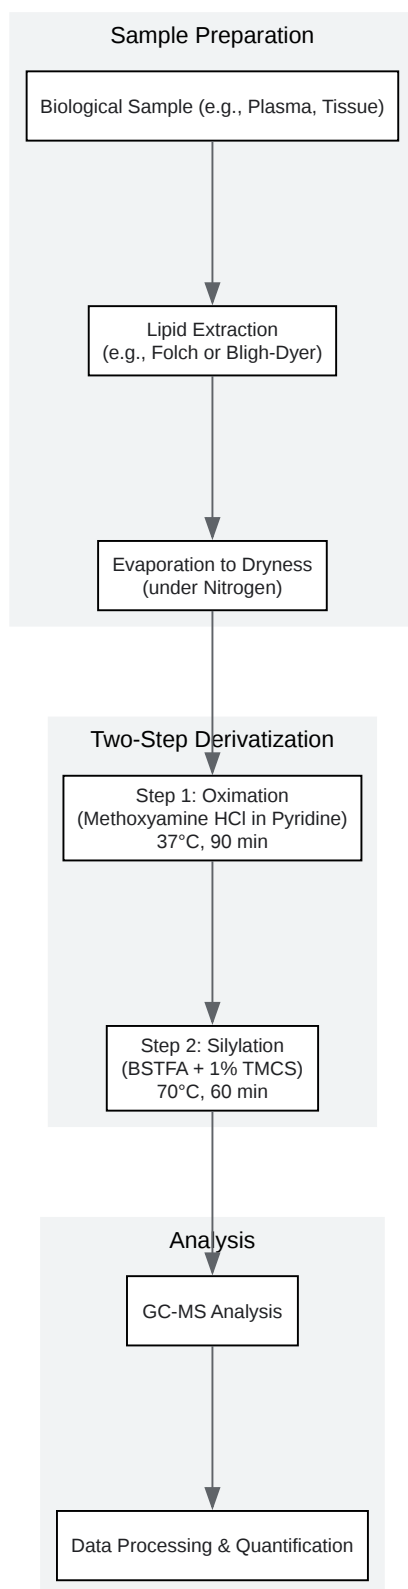 Sample Preparation
Biological Sample (e.g., Plasma, Tissue)
Lipid Extraction
(e.g., Folch or Bligh-Dyer)
Evaporation to Dryness
(under Nitrogen)
Two-Step Derivatization
Step 1: Oximation
(Methoxyamine HCl in Pyridine)
37°C, 90 min
Step 2: Silylation
(BSTFA + 1% TMCS)
70°C, 60 min
Analysis
GC-MS Analysis
Data Processing & Quantification